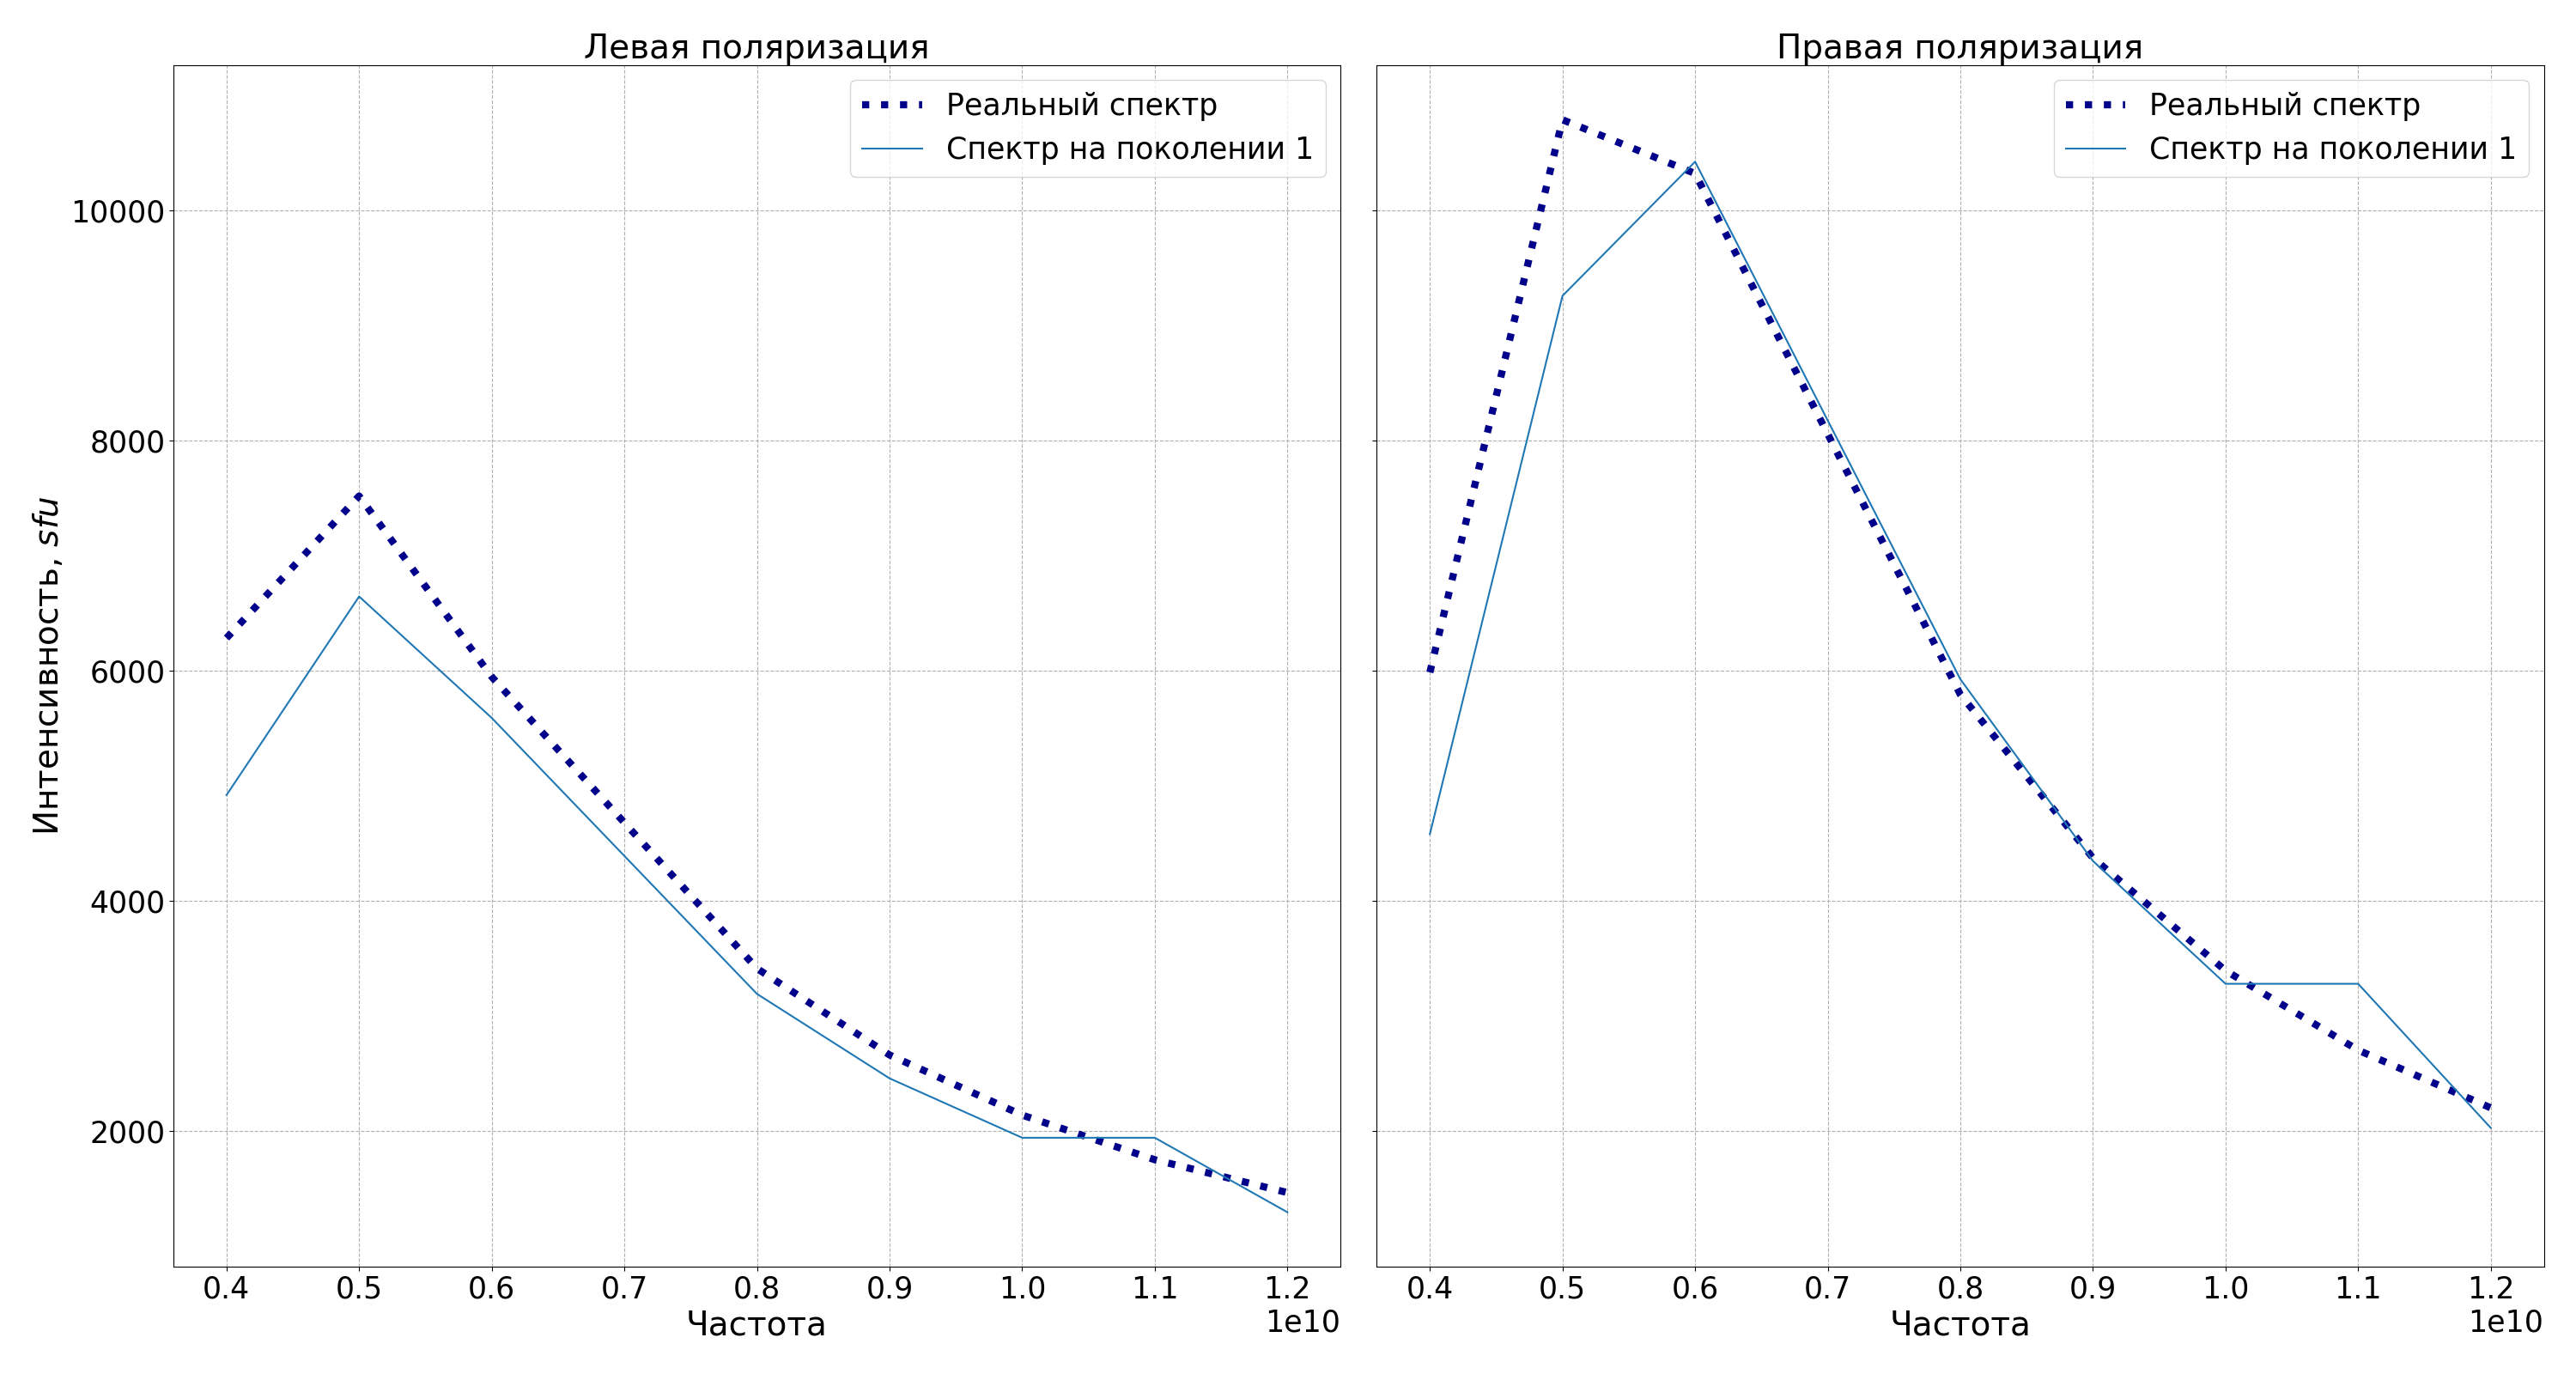 Левая поляризация
Реальный спектр
Спектр на поколении 1
Интенсивность, sfu
10000
8000
6000
4000
2000
0.4 0.5 0.6 0.7 0.8 0.9 1.0 1.1 1.2
1e10
Частота
Правая поляризация
Реальный спектр
Спектр на поколении 1
0.4 0.5 0.6 0.7 0.8 0.9 1.0 1.1 1.2
1e10
Частота